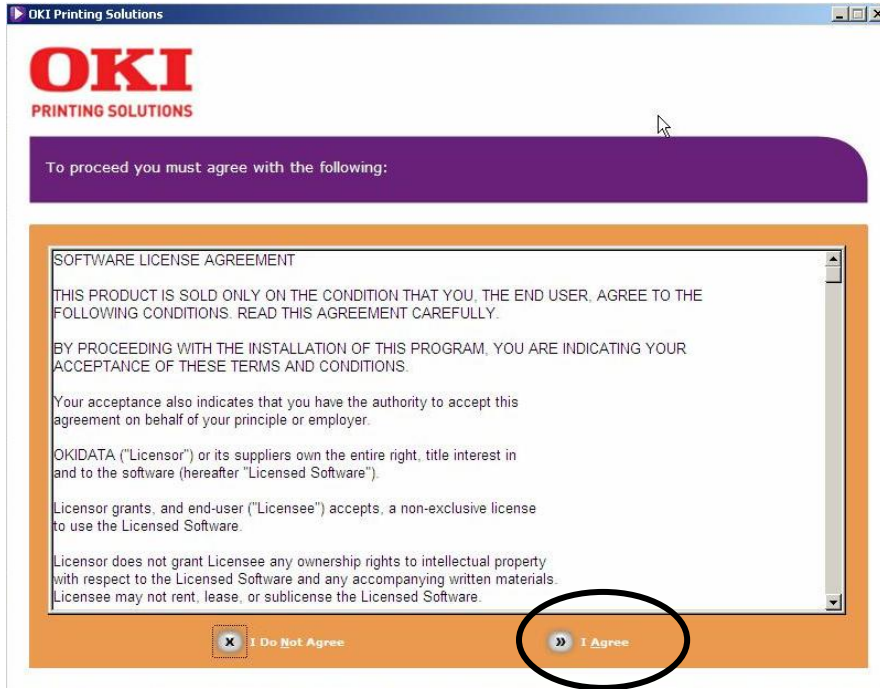 OKI Printing Solutions
OKI
PRINTING SOLUTIONS
To proceed you must agree with the following:
SOFTWARE LICENSE AGREEMENT
THIS PRODUCT IS SOLD ONLY ON THE CONDITION THAT YOU, THE END USER, AGREE TO THE
FOLLOWING CONDITIONS. READ THIS AGREEMENT CAREFULLY.
BY PROCEEDING WITH THE INSTALLATION OF THIS PROGRAM, YOU ARE INDICATING YOUR
ACCEPTANCE OF THESE TERMS AND CONDITIONS.
Your acceptance also indicates that you have the authority to accept this
agreement on behalf of your principle or employer.
OKIDATA ("Licensor") or its suppliers own the entire right, title interest in
and to the software (hereafter "Licensed Software").
Licensor grants, and end-user ("Licensee") accepts, a non-exclusive license
to use the Licensed Software.
Licensor does not grant Licensee any ownership rights to intellectual property
with respect to the Licensed Software and any accompanying written materials.
Licensee may not rent, lease, or sublicense the Licensed Software.
I Do Not Agree
I Agree